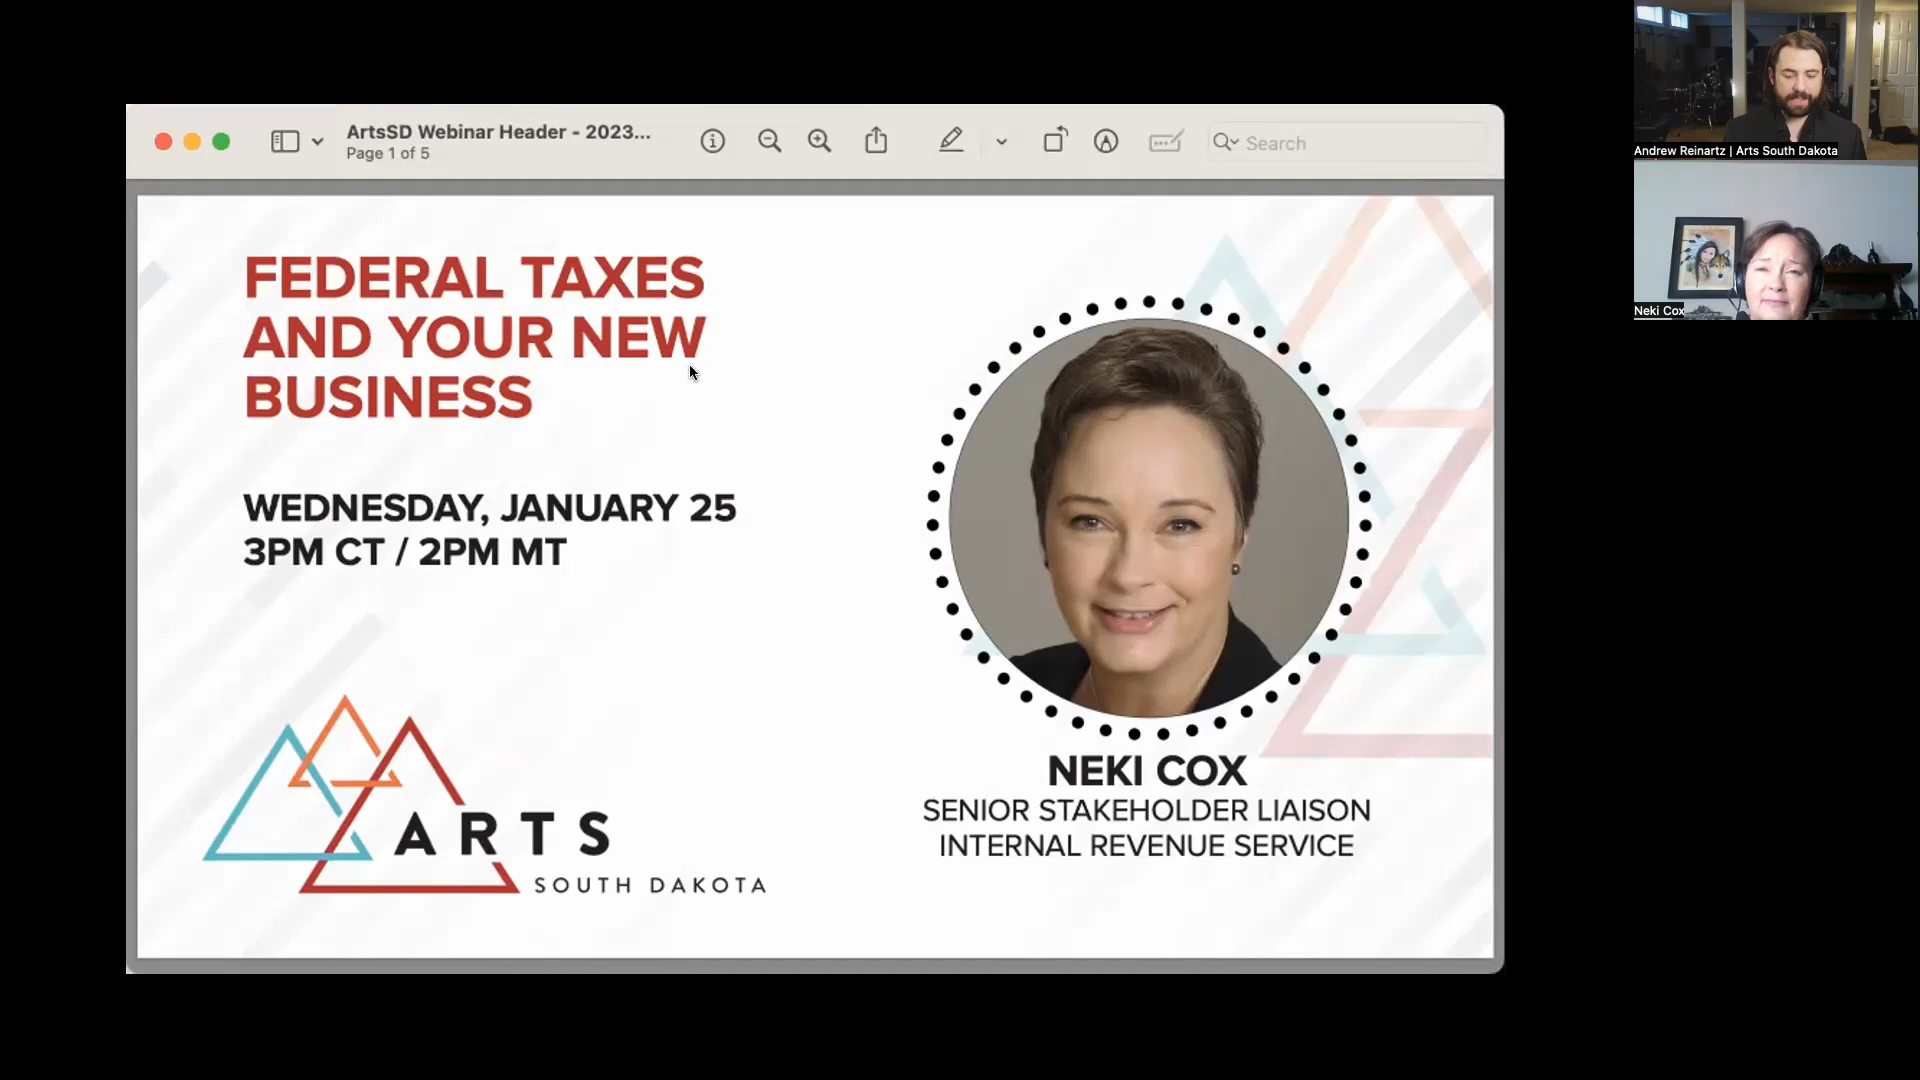 ArtsSD Webinar Header - 2023...
Page 1 of 5
Search
FEDERAL TAXES
AND YOUR NEW
BUSINESS
WEDNESDAY, JANUARY 25
3PM CT / 2PM MT
ARTS
SOUTH DAKOTA
NEKI COX
SENIOR STAKEHOLDER LIAISON
INTERNAL REVENUE SERVICE
Andrew Reinartz | Arts South Dakota
Neki Cox